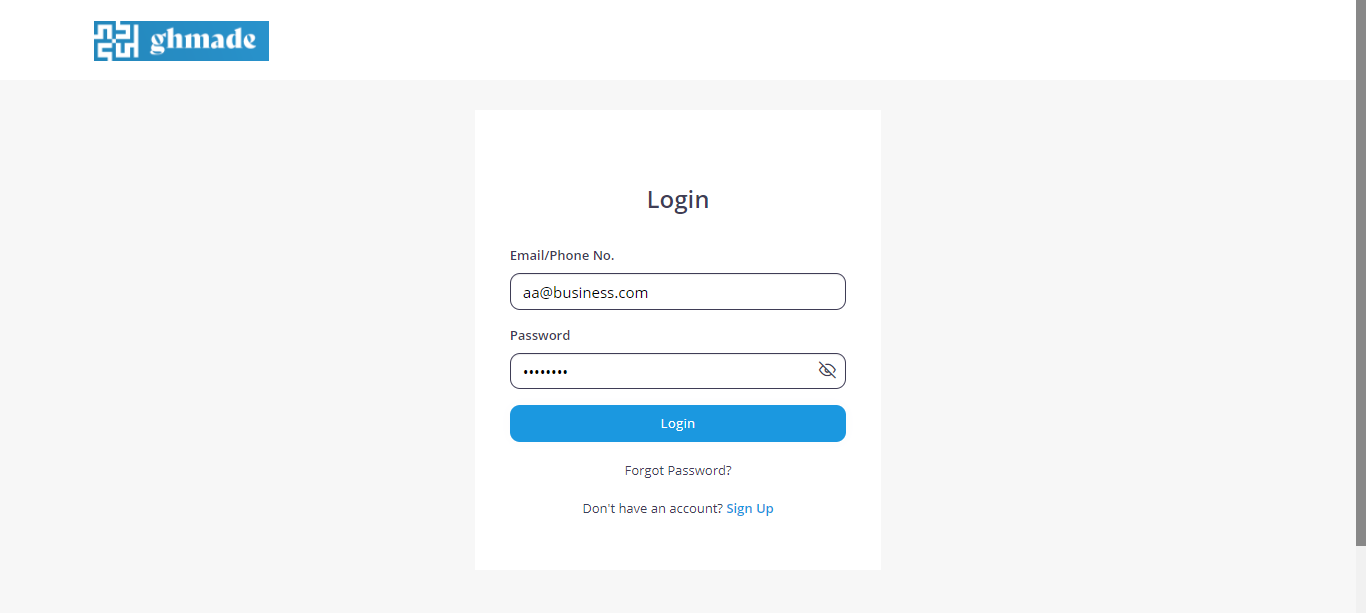 ghmade
Login
Email/Phone No.
aa@business.com
Password
••••••••
Login
Forgot Password?
Don't have an account? Sign Up